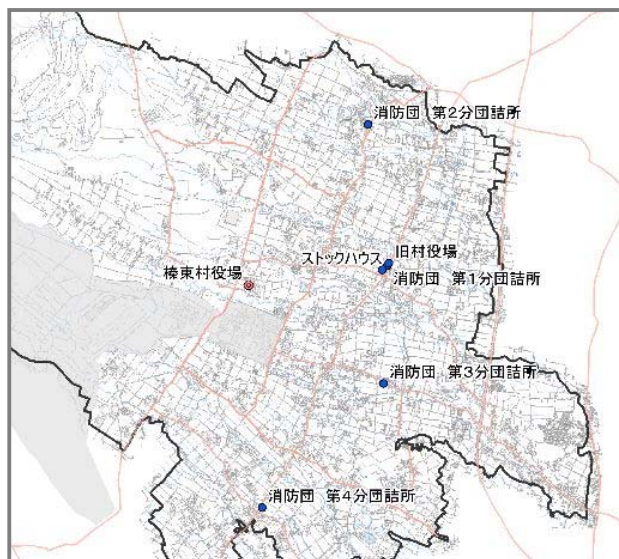 消防団　第2分団詰所
旧村役場
ストックハウス
榛東村役場
消防団　第1分団詰所
消防団　第3分団詰所
消防団　第4分団詰所